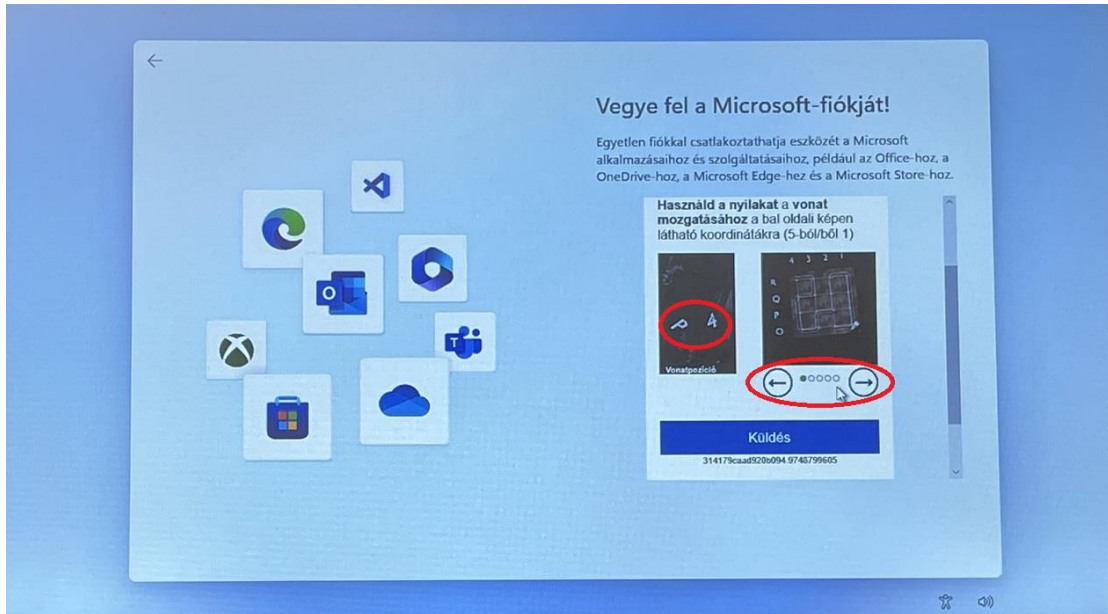 Vegye fel a Microsoft-fiókját!
Egyetlen fiókkal csatlakoztathatja eszközét a Microsoft
alkalmazásaihoz és szolgáltatásaihoz, például az Office-hoz, a
OneDrive-hoz, a Microsoft Edge-hez és a Microsoft Store-hoz.
Használd a nyilakat a vonat
mozgatásához a bal oldali képen
látható koordinátákra (5-ból/ből 1)
P 4
Vonatpozíció
4 3 2 1
R
Q
P
O
Küldés
314179caad920b094.9748799605